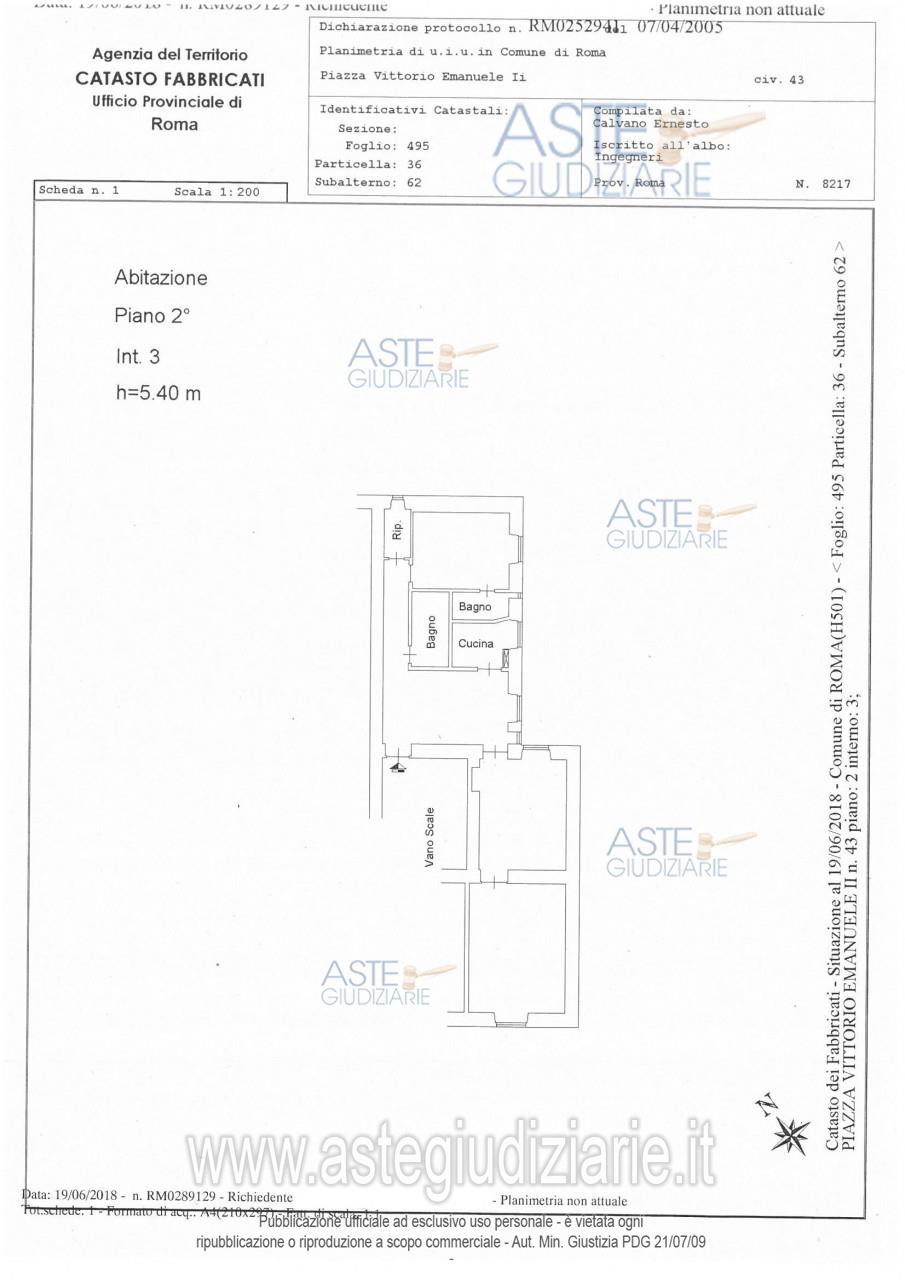 Data: 19/06/2018 - n. RM0289129 - Richiedente
- Planimetria non attuale
Agenzia del Territorio
CATASTO FABBRICATI
Ufficio Provinciale di
Roma
Dichiarazione protocollo n. RM0252941 del 07/04/2005
Planimetria di u.i.u. in Comune di Roma
Piazza Vittorio Emanuele Ii
civ. 43
Identificativi Catastali:
Sezione:
Foglio: 495
Particella: 36
Subalterno: 62
Compilata da:
Calvano Ernesto
Iscritto all'albo:
Ingegneri
Prov. Roma
N. 8217
ASTE
GIUDIZIARIE
Scheda n. 1
Scala 1:200
Abitazione
Piano 2°
Int. 3
h=5.40 m
ASTE
GIUDIZIARIE
ASTE
GIUDIZIARIE
Rip.
Bagno
Bagno
Cucina
Vano Scale
ASTE
GIUDIZIARIE
ASTE
GIUDIZIARIE
N
Catasto dei Fabbricati - Situazione al 19/06/2018 - Comune di ROMA(H501) - < Foglio: 495 Particella: 36 - Subalterno 62 >
PIAZZA VITTORIO EMANUELE II n. 43 piano: 2 interno: 3;
www.astegiudiziarie.it
Data: 19/06/2018 - n. RM0289129 - Richiedente
- Planimetria non attuale
Tot.schede: 1 - Formato di acq.: A4(210x297) - Fatt. di scala: 1:1
Pubblicazione ufficiale ad esclusivo uso personale - è vietata ogni
ripubblicazione o riproduzione a scopo commerciale - Aut. Min. Giustizia PDG 21/07/09